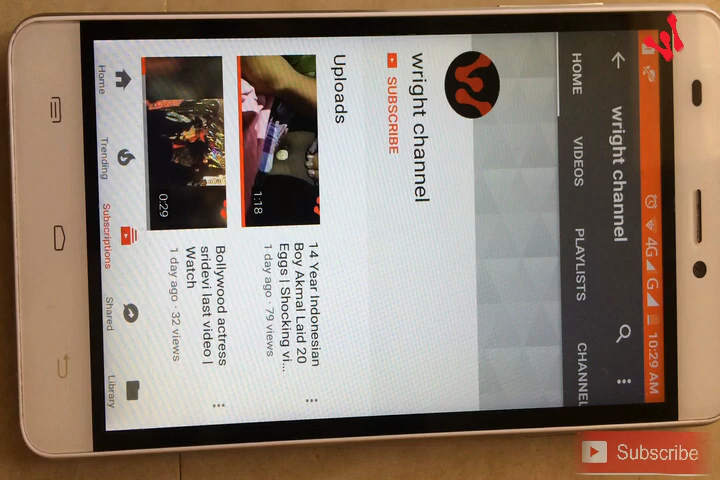 10:29 AM
4G G
wright channel
HOME VIDEOS PLAYLISTS CHANNEL
wright channel
SUBSCRIBE
Uploads
1:18
14 Year Indonesian
Boy Akmal Laid 20
Eggs | Shocking vi...
1 day ago · 79 views
0:29
Bollywood actress
sridevi last video |
Watch
1 day ago · 32 views
Home Trending Subscriptions Shared Library
Subscribe